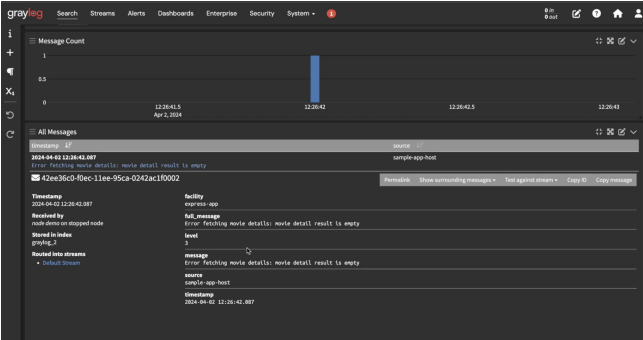 graylog Search Streams Alerts Dashboards Enterprise Security System 1 0 in
0 out
Message Count
1
0.5
0
12:26:41.5 12:26:42 12:26:42.5 12:26:43
Apr 2, 2024
All Messages
timestamp source
2024-04-02 12:26:42.087 sample-app-host
Error fetching movie details: movie detail result is empty
42ee36c0-f0ec-11ee-95ca-0242ac1f0002 Permalink Show surrounding messages Test against stream Copy ID Copy message
Timestamp
2024-04-02 12:26:42.087
Received by
node demo on stopped node
Stored in index
graylog_2
Routed into streams
• Default Stream
facility
express-app
full_message
Error fetching movie details: movie detail result is empty
level
3
message
Error fetching movie details: movie detail result is empty
source
sample-app-host
timestamp
2024-04-02 12:26:42.087